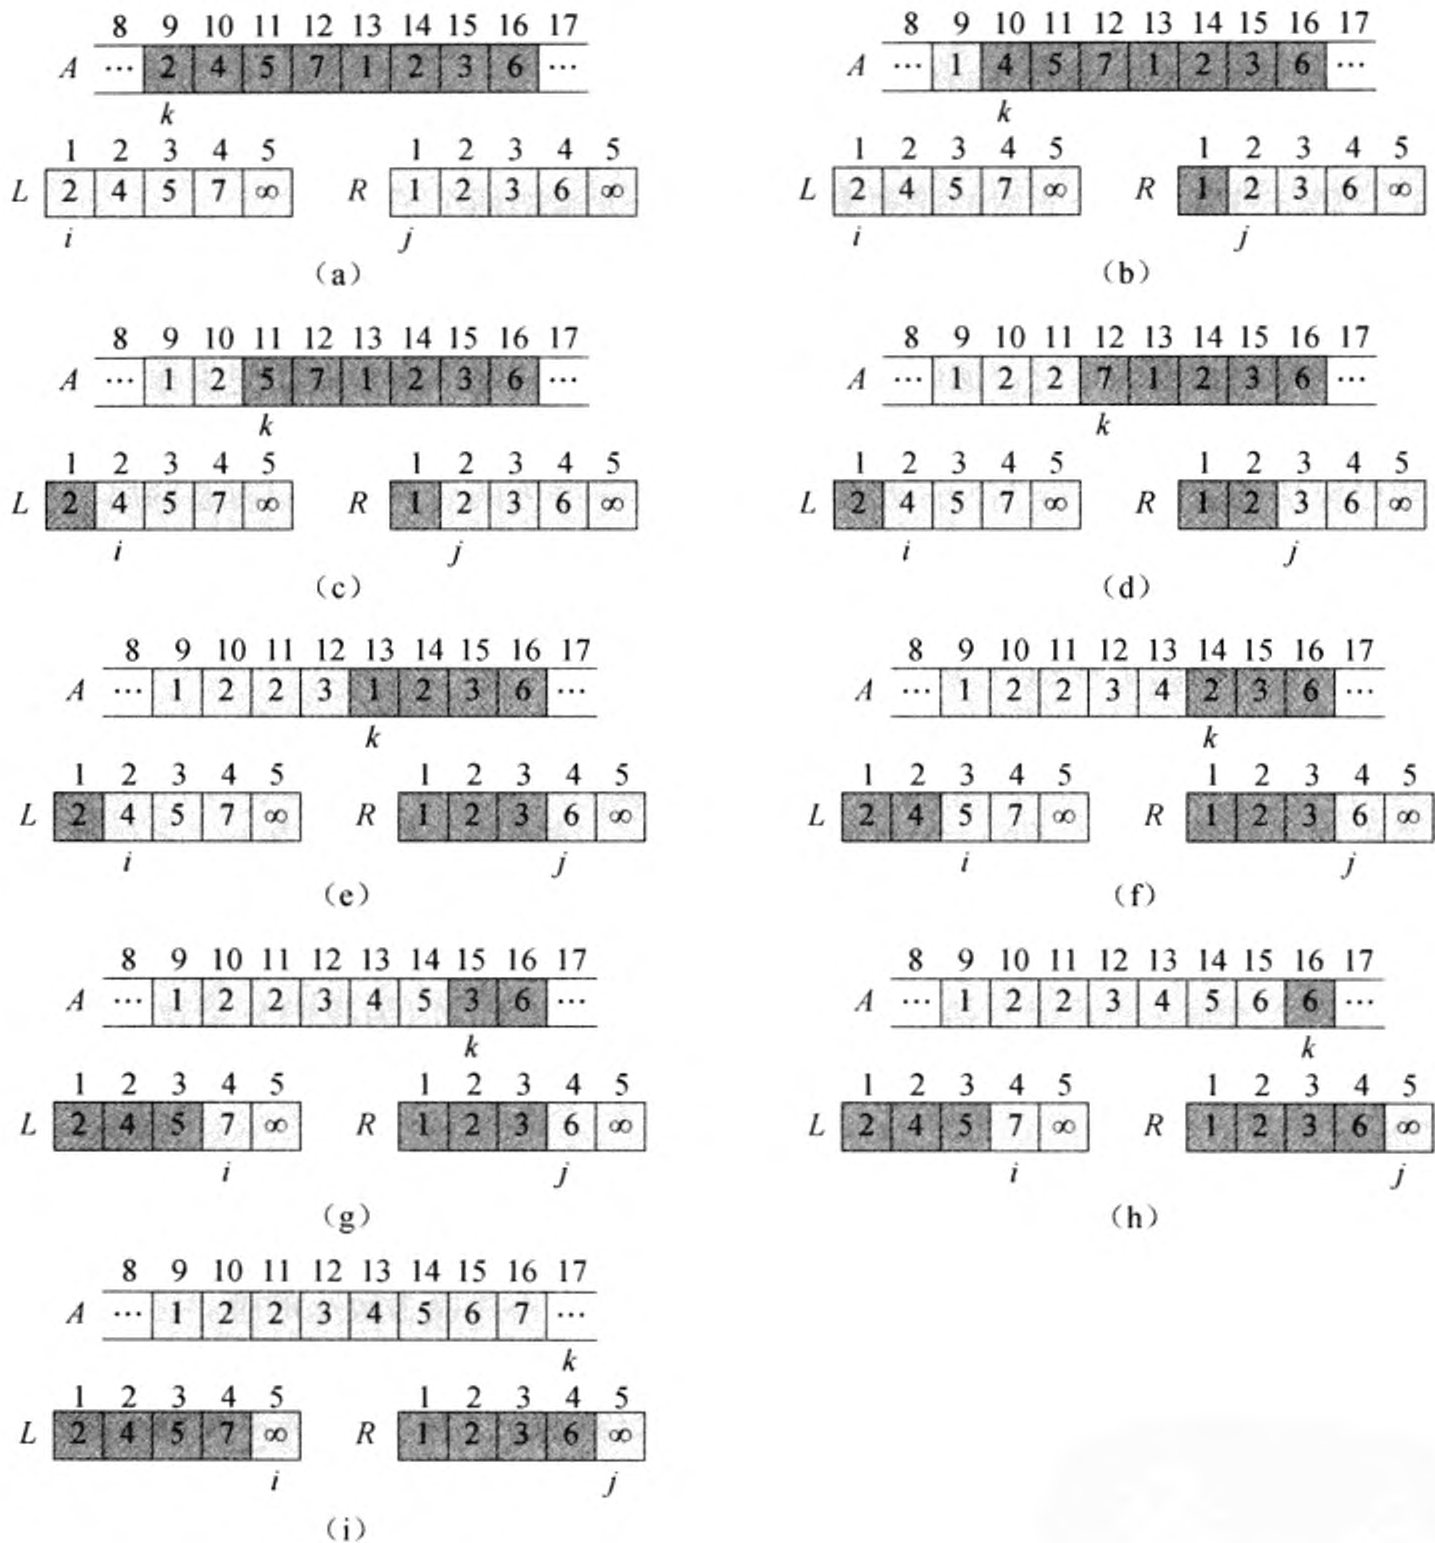 8 9 10 11 12 13 14 15 16 17
A ⋯ 2 4 5 7 1 2 3 6 ⋯
k
1 2 3 4 5 1 2 3 4 5
L 2 4 5 7 ∞ R 1 2 3 6 ∞
i j
(a)
8 9 10 11 12 13 14 15 16 17
A ⋯ 1 4 5 7 1 2 3 6 ⋯
k
1 2 3 4 5 1 2 3 4 5
L 2 4 5 7 ∞ R 1 2 3 6 ∞
i j
(b)
8 9 10 11 12 13 14 15 16 17
A ⋯ 1 2 5 7 1 2 3 6 ⋯
k
1 2 3 4 5 1 2 3 4 5
L 2 4 5 7 ∞ R 1 2 3 6 ∞
i j
(c)
8 9 10 11 12 13 14 15 16 17
A ⋯ 1 2 2 7 1 2 3 6 ⋯
k
1 2 3 4 5 1 2 3 4 5
L 2 4 5 7 ∞ R 1 2 3 6 ∞
i j
(d)
8 9 10 11 12 13 14 15 16 17
A ⋯ 1 2 2 3 1 2 3 6 ⋯
k
1 2 3 4 5 1 2 3 4 5
L 2 4 5 7 ∞ R 1 2 3 6 ∞
i j
(e)
8 9 10 11 12 13 14 15 16 17
A ⋯ 1 2 2 3 4 2 3 6 ⋯
k
1 2 3 4 5 1 2 3 4 5
L 2 4 5 7 ∞ R 1 2 3 6 ∞
i j
(f)
8 9 10 11 12 13 14 15 16 17
A ⋯ 1 2 2 3 4 5 3 6 ⋯
k
1 2 3 4 5 1 2 3 4 5
L 2 4 5 7 ∞ R 1 2 3 6 ∞
i j
(g)
8 9 10 11 12 13 14 15 16 17
A ⋯ 1 2 2 3 4 5 6 6 ⋯
k
1 2 3 4 5 1 2 3 4 5
L 2 4 5 7 ∞ R 1 2 3 6 ∞
i j
(h)
8 9 10 11 12 13 14 15 16 17
A ⋯ 1 2 2 3 4 5 6 7 ⋯
k
1 2 3 4 5 1 2 3 4 5
L 2 4 5 7 ∞ R 1 2 3 6 ∞
i j
(i)